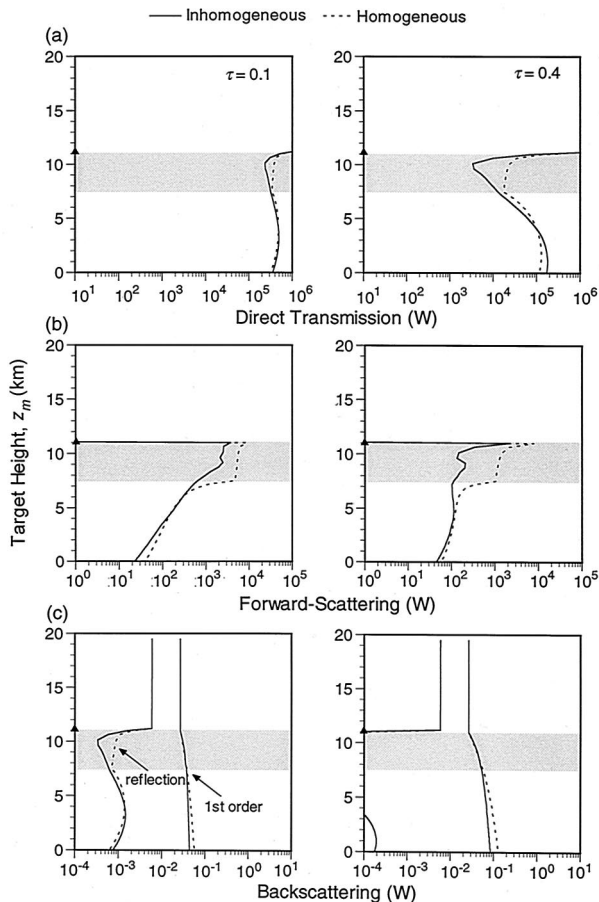 Inhomogeneous Homogeneous
(a)
τ = 0.1
τ = 0.4
20
15
10
5
0
20
15
10
5
0
10¹ 10² 10³ 10⁴ 10⁵ 10⁶
10¹ 10² 10³ 10⁴ 10⁵ 10⁶
Direct Transmission (W)
(b)
Target Height, zₘ (km)
20
15
10
5
0
20
15
10
5
0
10⁰ 10¹ 10² 10³ 10⁴ 10⁵
10⁰ 10¹ 10² 10³ 10⁴ 10⁵
Forward-Scattering (W)
(c)
20
15
10
5
0
reflection
1st order
20
15
10
5
0
10⁻⁴ 10⁻³ 10⁻² 10⁻¹ 10⁰ 10¹
10⁻⁴ 10⁻³ 10⁻² 10⁻¹ 10⁰ 10¹
Backscattering (W)